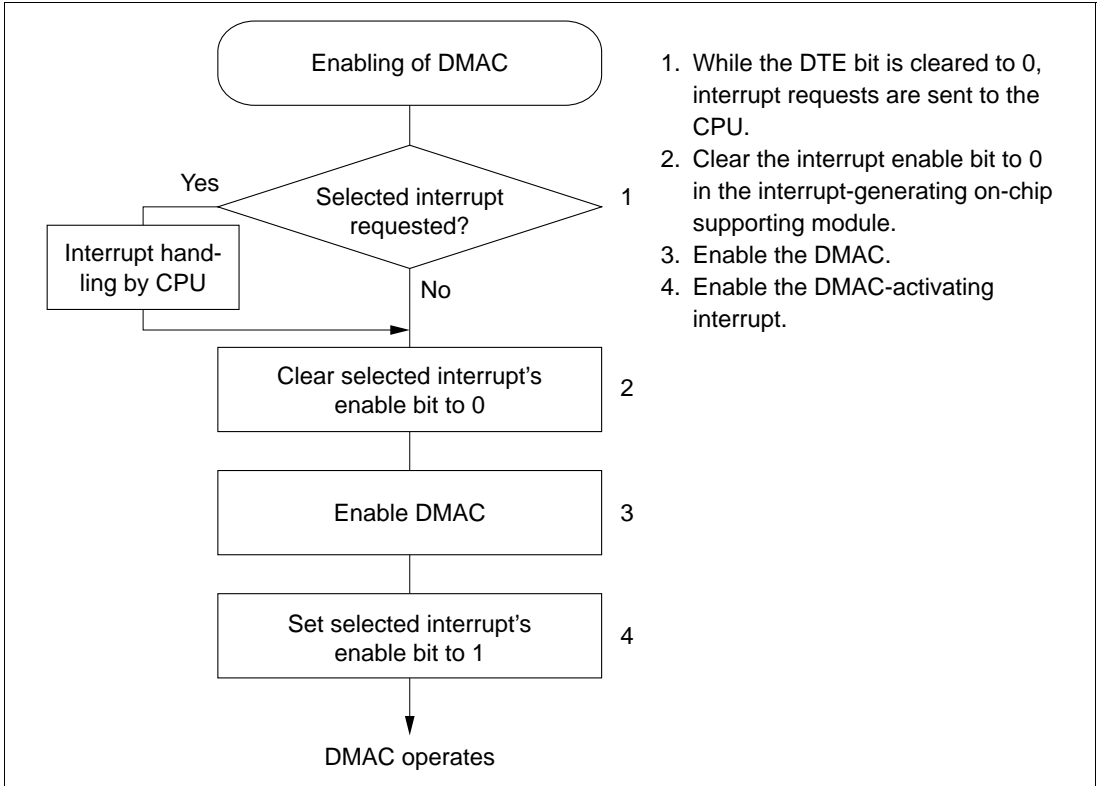 Enabling of DMAC
Selected interrupt
requested?
1
Yes
Interrupt hand-
ling by CPU
No
Clear selected interrupt's
enable bit to 0
2
Enable DMAC
3
Set selected interrupt's
enable bit to 1
4
DMAC operates
1. While the DTE bit is cleared to 0,
interrupt requests are sent to the
CPU.
2. Clear the interrupt enable bit to 0
in the interrupt-generating on-chip
supporting module.
3. Enable the DMAC.
4. Enable the DMAC-activating
interrupt.